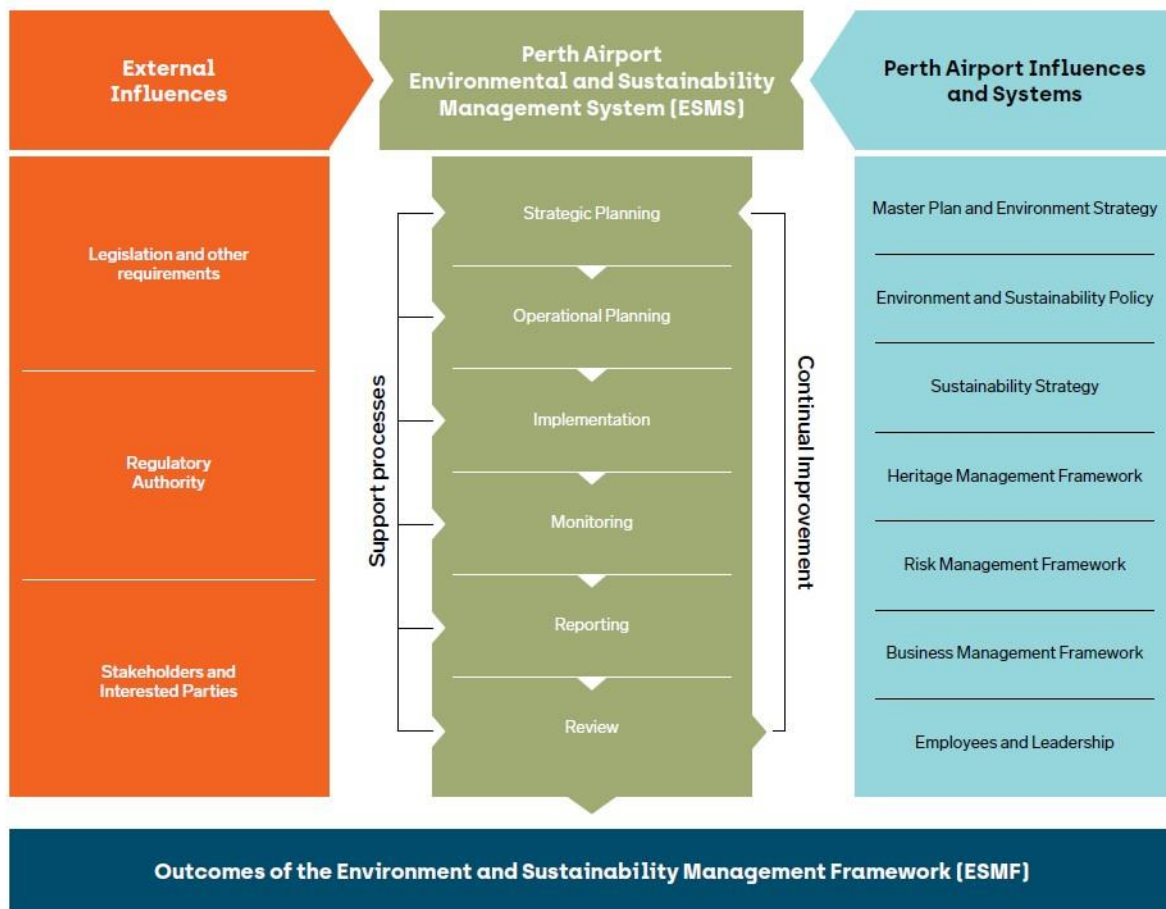 External
Influences
Perth Airport
Environmental and Sustainability
Management System (ESMS)
Perth Airport Influences
and Systems
Legislation and other
requirements
Regulatory
Authority
Stakeholders and
Interested Parties
Support processes
Strategic Planning
Operational Planning
Implementation
Monitoring
Reporting
Review
Continual Improvement
Master Plan and Environment Strategy
Environment and Sustainability Policy
Sustainability Strategy
Heritage Management Framework
Risk Management Framework
Business Management Framework
Employees and Leadership
Outcomes of the Environment and Sustainability Management Framework (ESMF)